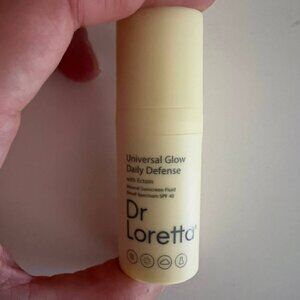 Universal Glow
Daily Defense
with Ectoin
Mineral Sunscreen Fluid
Broad Spectrum SPF 40
Dr
Loretta